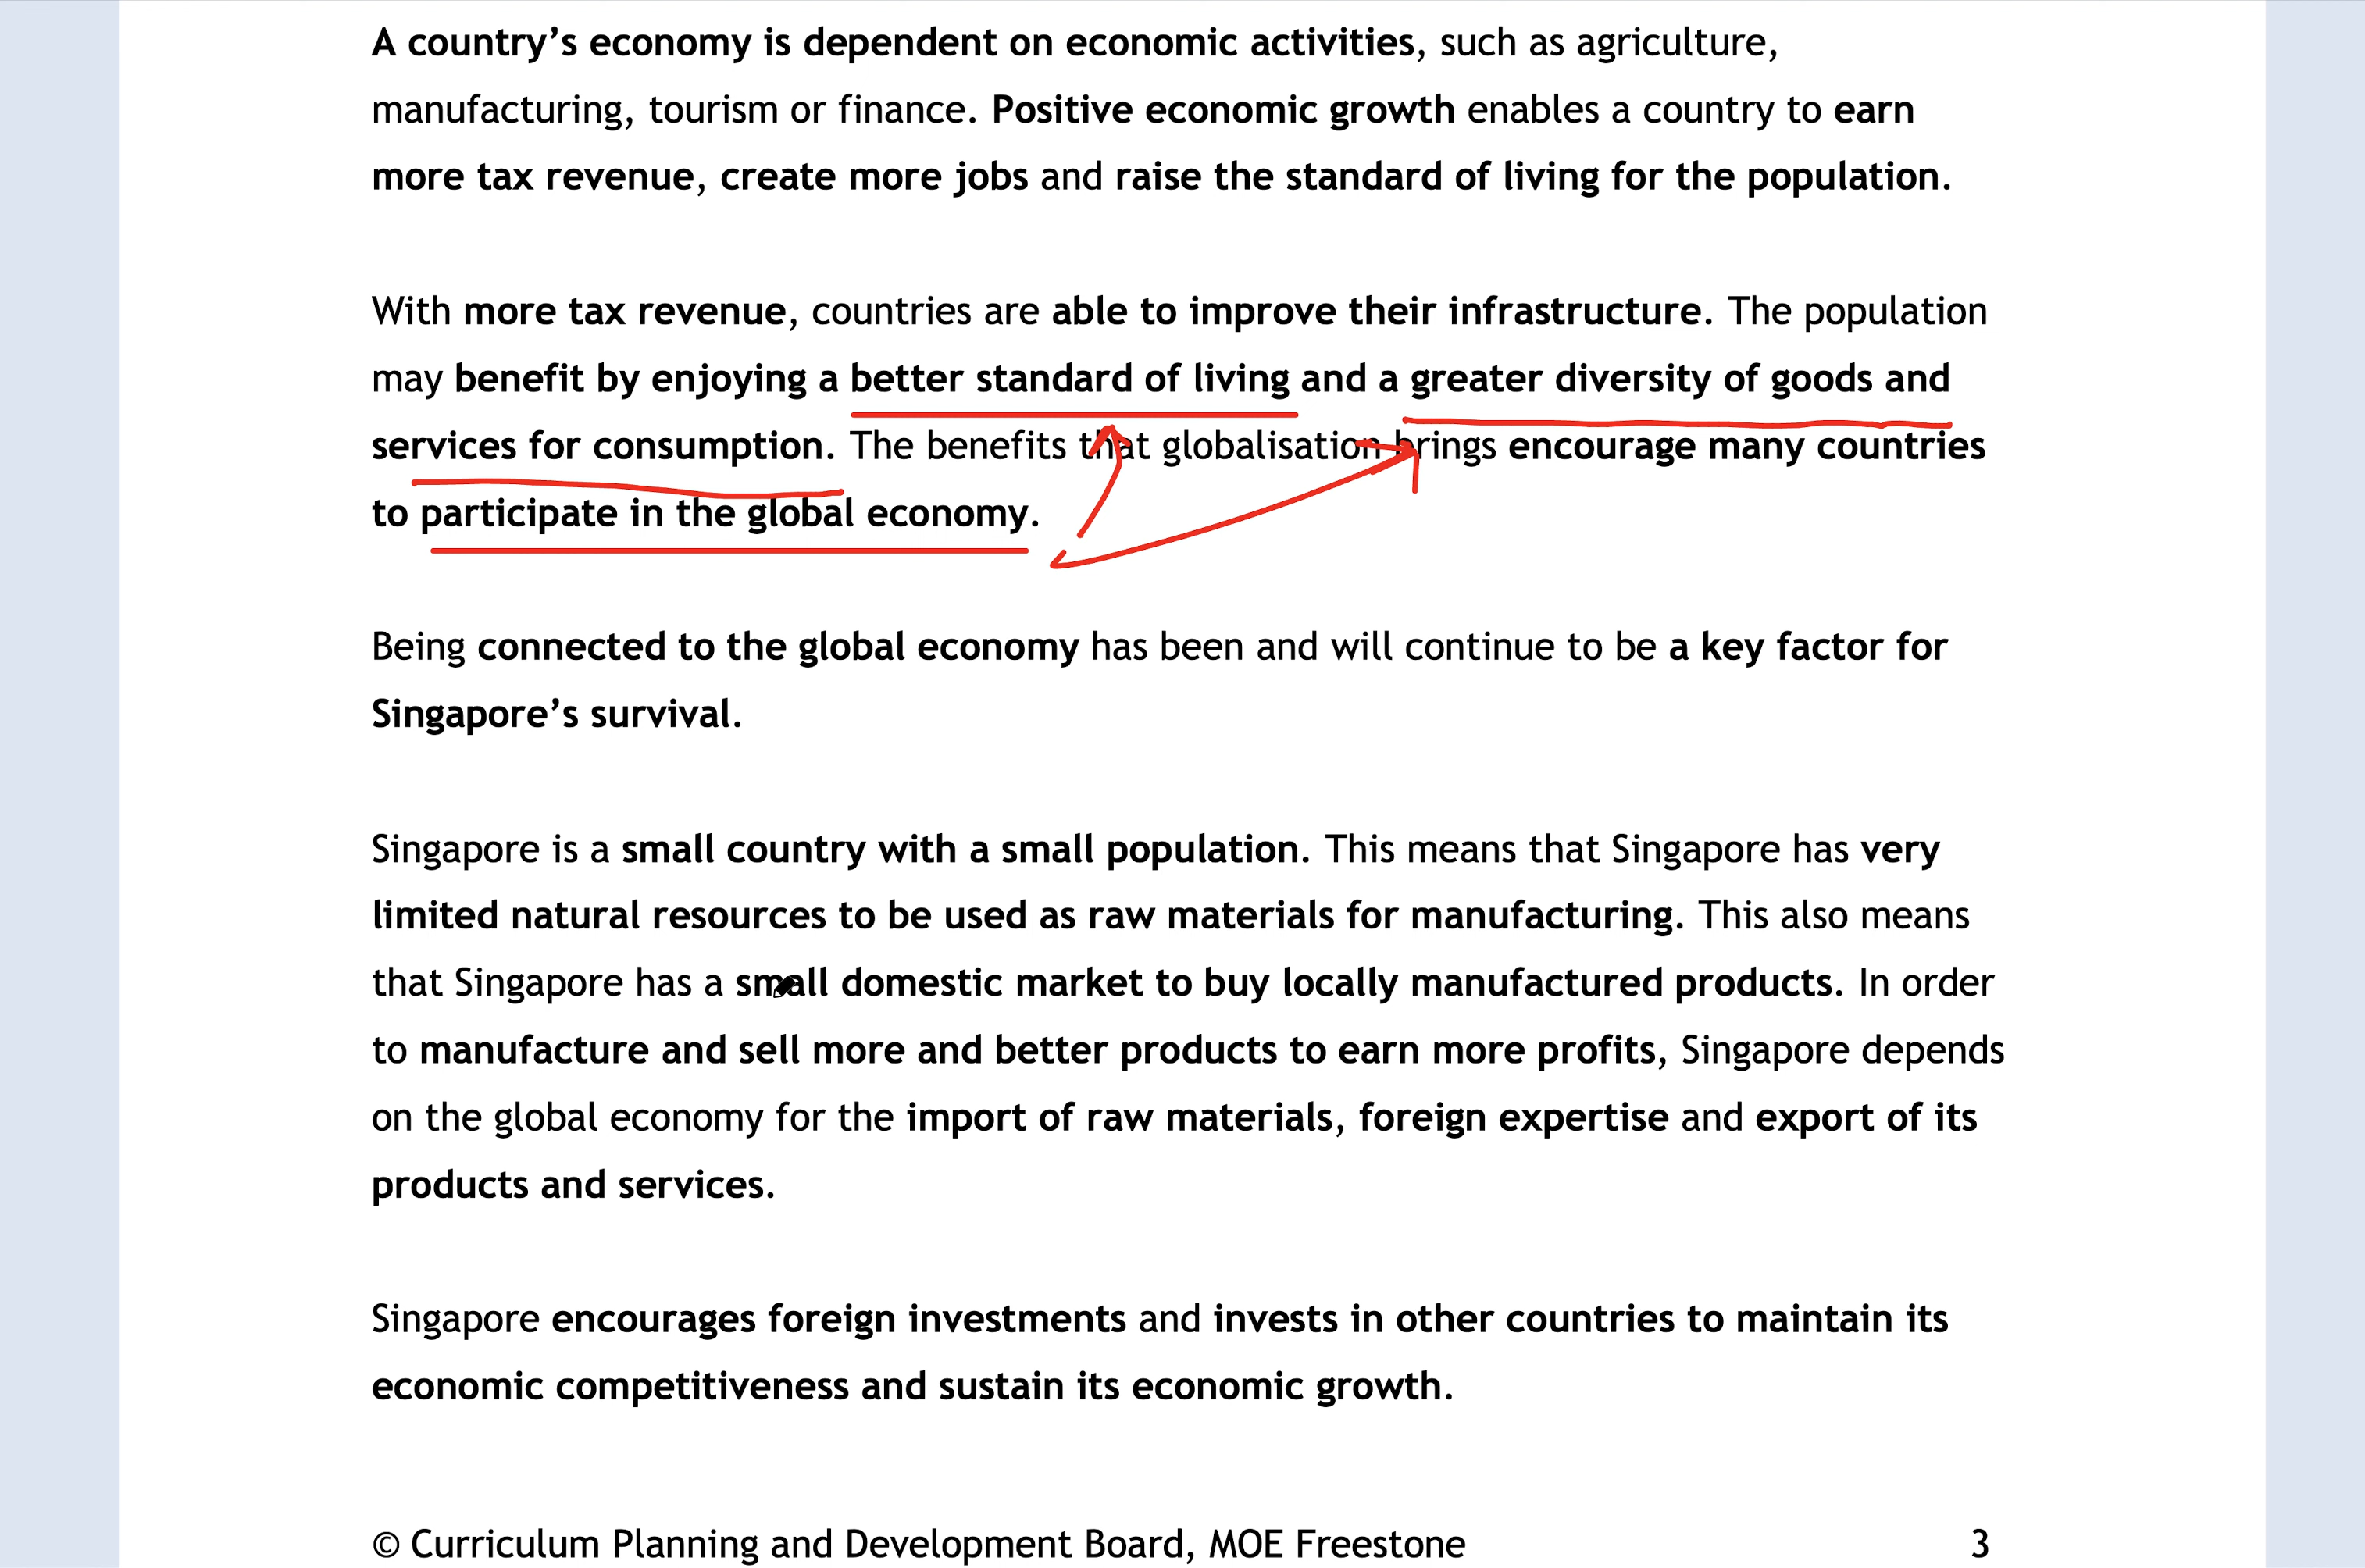 A country’s economy is dependent on economic activities, such as agriculture,
manufacturing, tourism or finance. Positive economic growth enables a country to earn
more tax revenue, create more jobs and raise the standard of living for the population.
With more tax revenue, countries are able to improve their infrastructure. The population
may benefit by enjoying a better standard of living and a greater diversity of goods and
services for consumption. The benefits that globalisation brings encourage many countries
to participate in the global economy.
Being connected to the global economy has been and will continue to be a key factor for
Singapore’s survival.
Singapore is a small country with a small population. This means that Singapore has very
limited natural resources to be used as raw materials for manufacturing. This also means
that Singapore has a small domestic market to buy locally manufactured products. In order
to manufacture and sell more and better products to earn more profits, Singapore depends
on the global economy for the import of raw materials, foreign expertise and export of its
products and services.
Singapore encourages foreign investments and invests in other countries to maintain its
economic competitiveness and sustain its economic growth.
© Curriculum Planning and Development Board, MOE Freestone 3